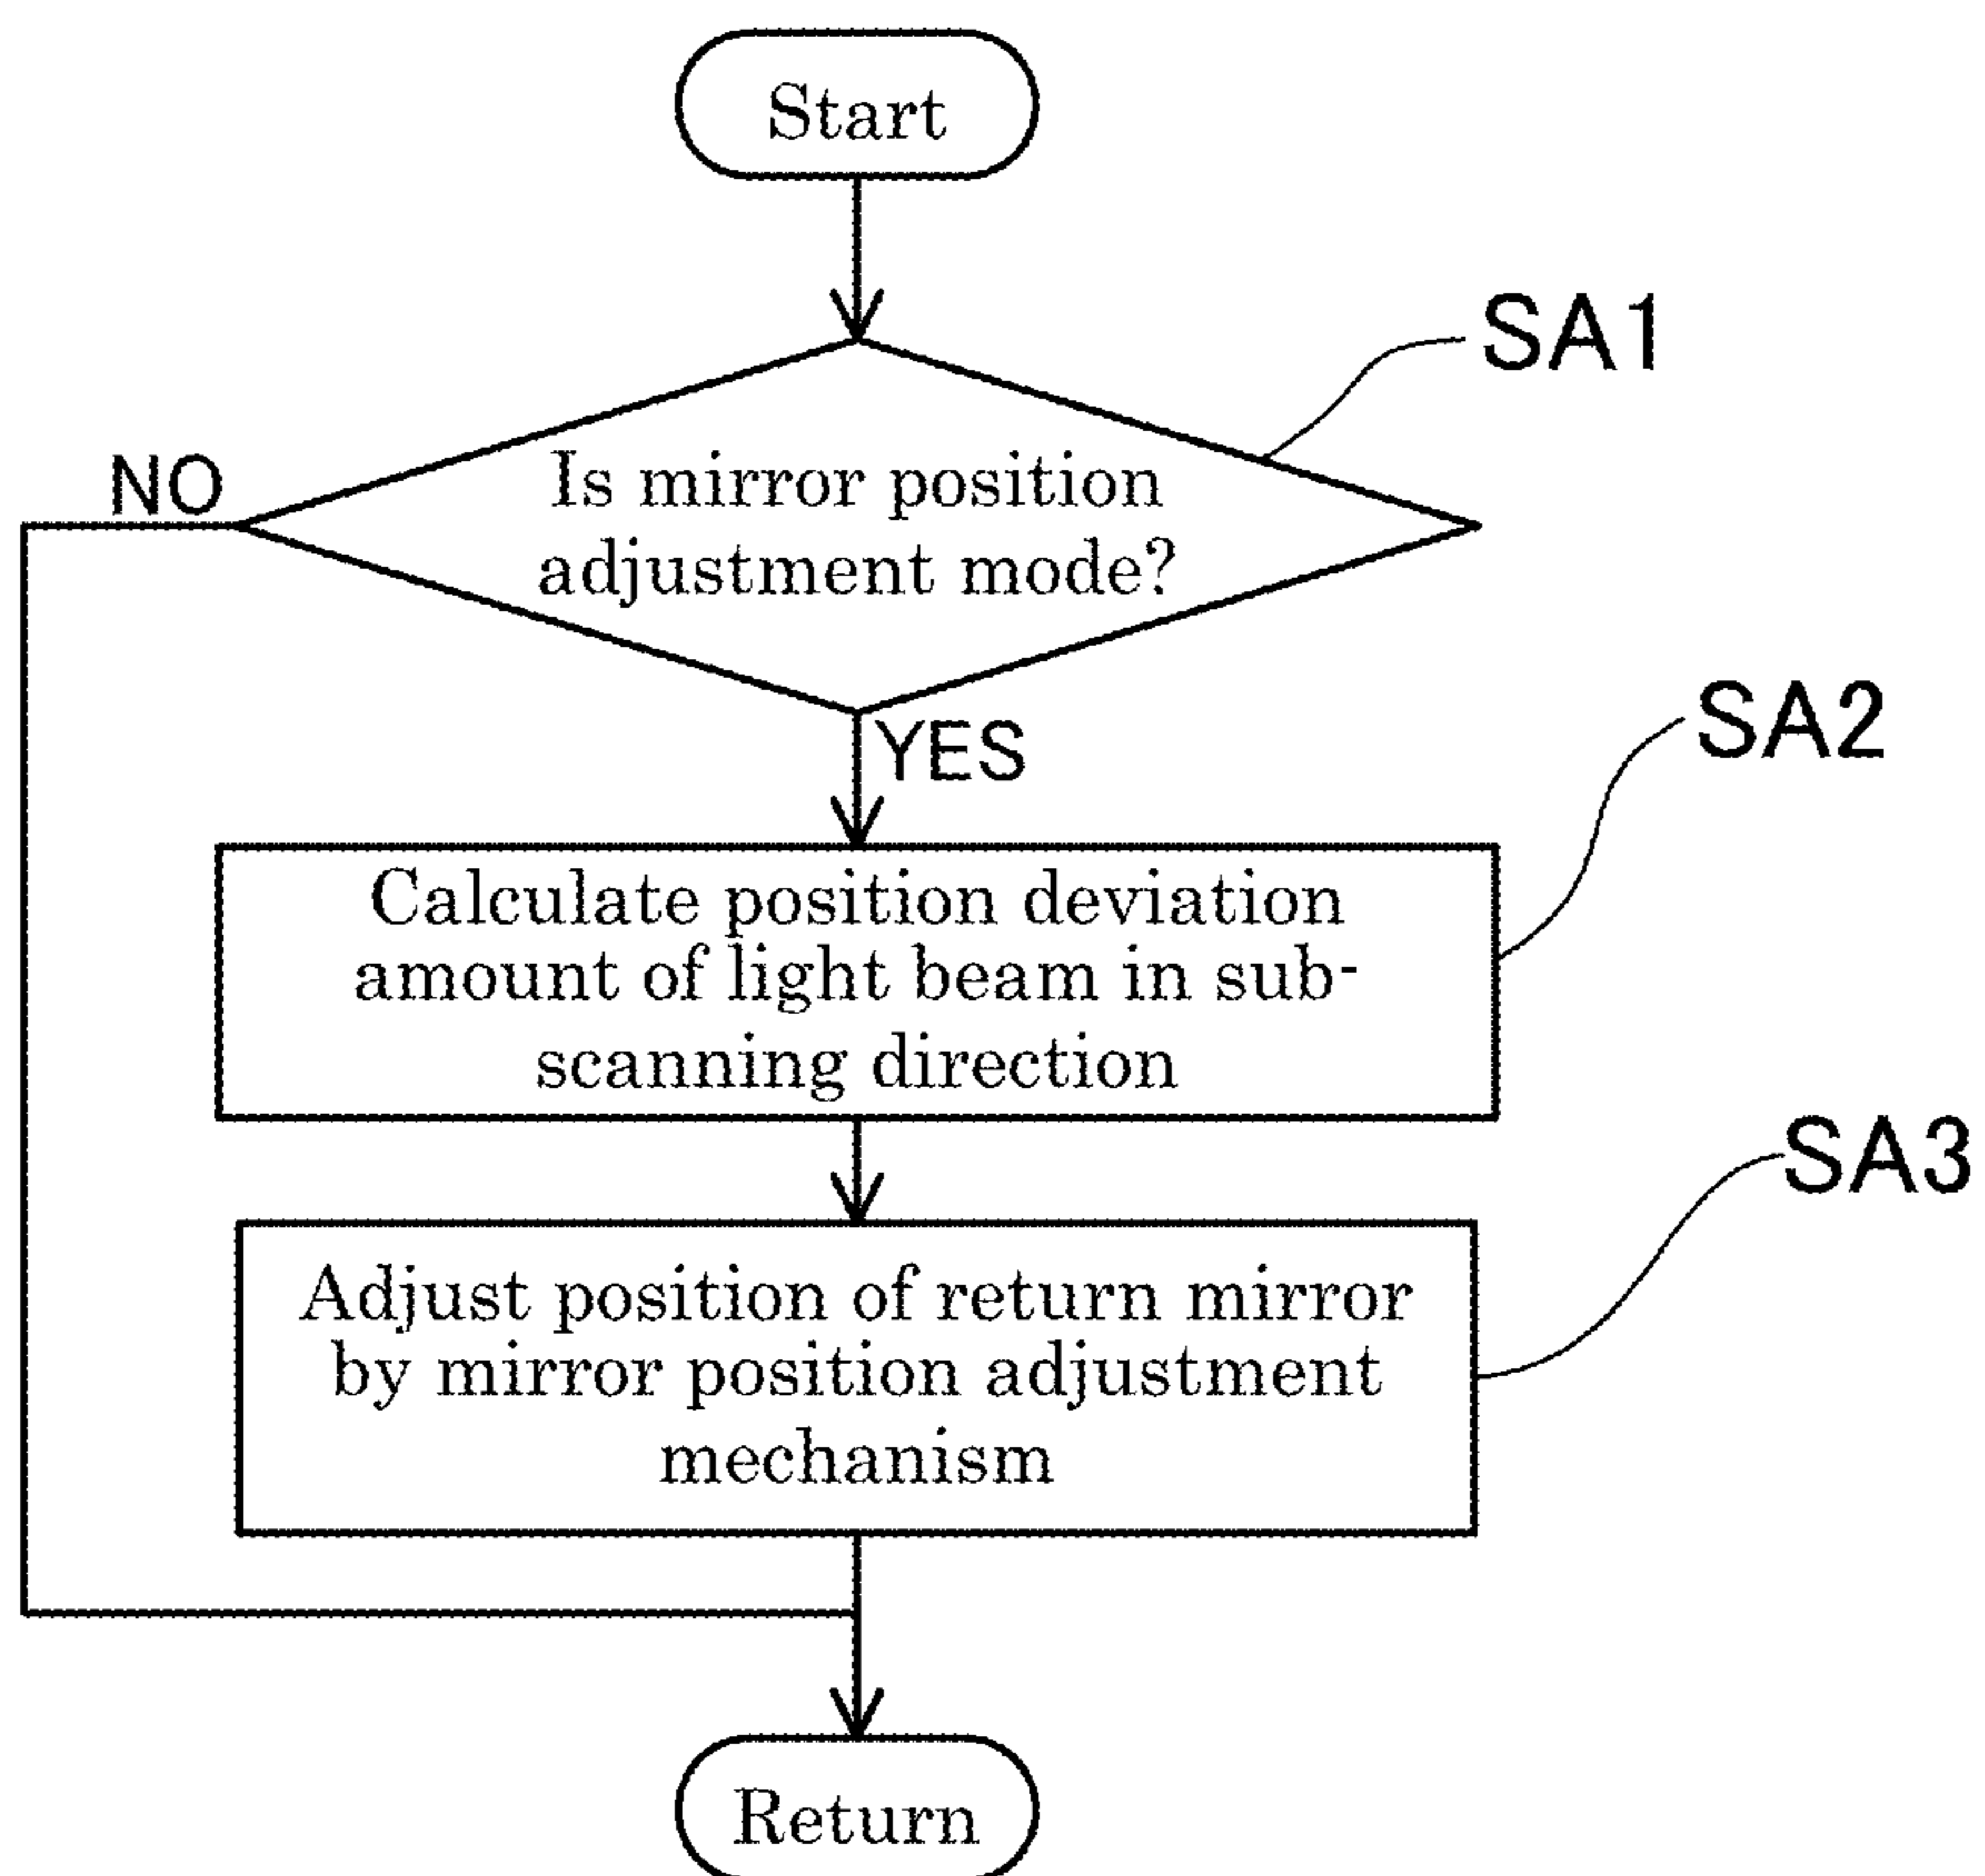 Start
SA1
Is mirror position
adjustment mode?
NO
YES
SA2
Calculate position deviation
amount of light beam in sub-
scanning direction
SA3
Adjust position of return mirror
by mirror position adjustment
mechanism
Return